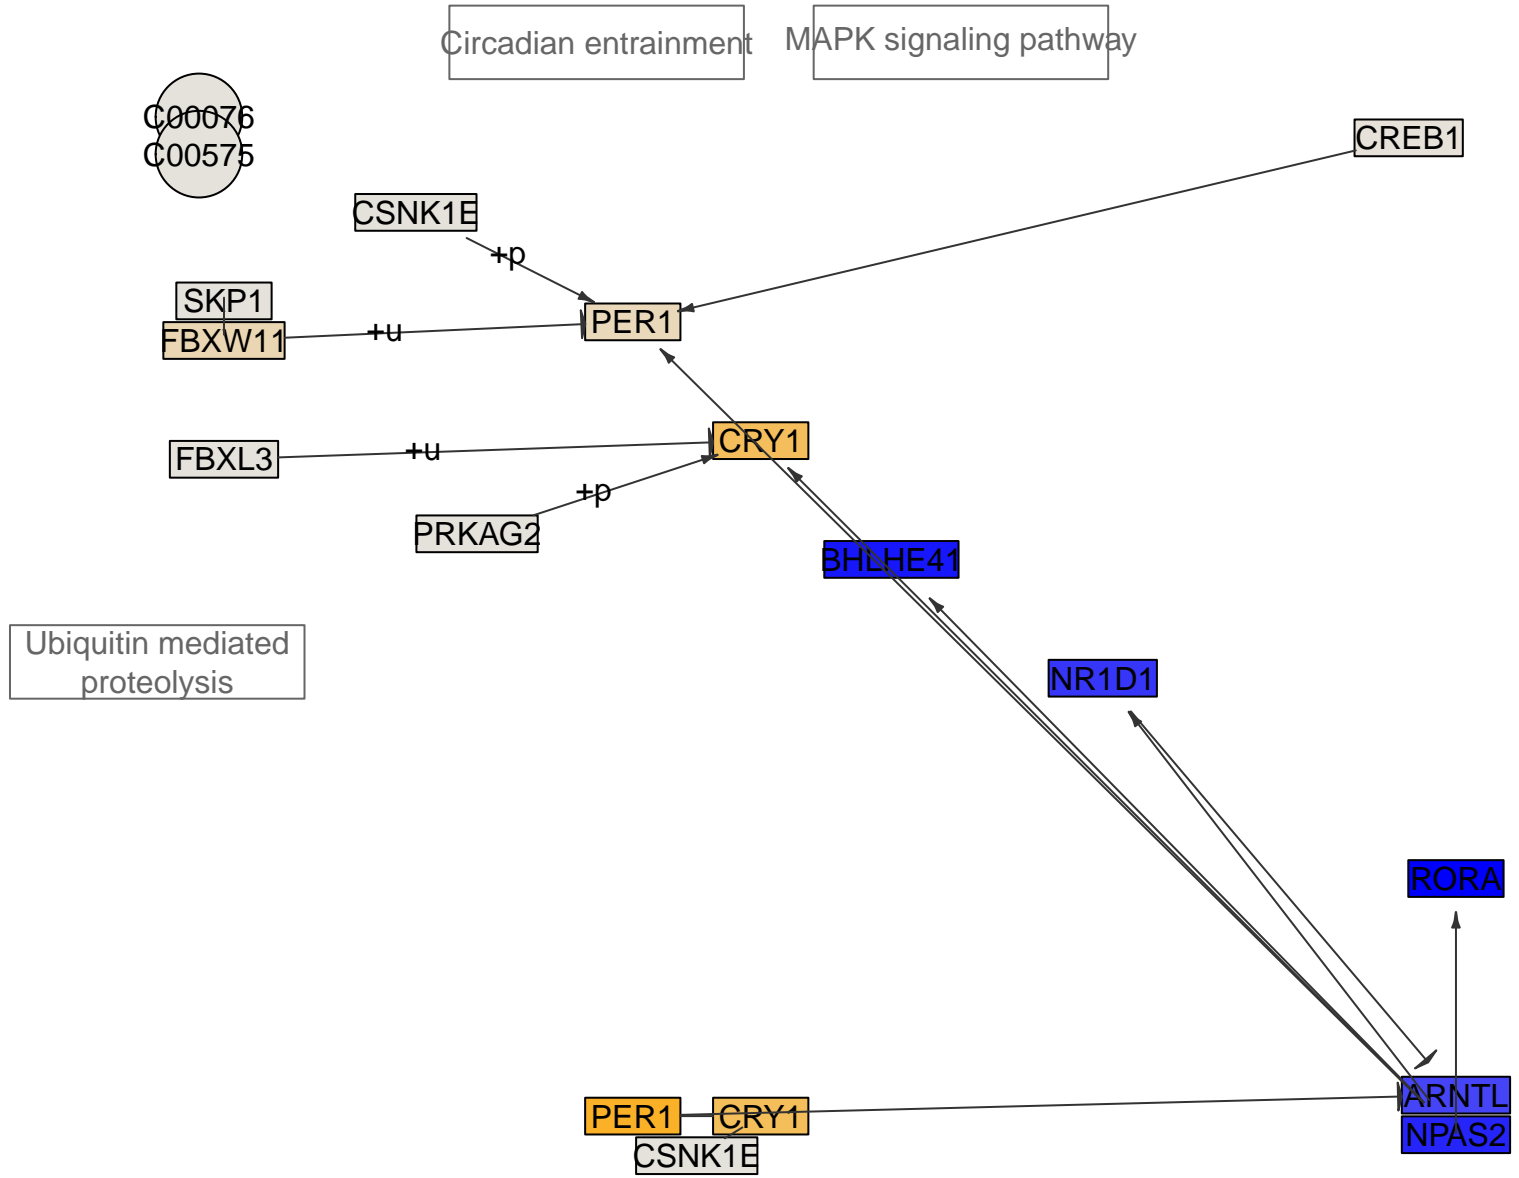 Circadian entrainment
MAPK signaling pathway
C00076
C00575
CREB1
CSNK1E
+p
SKP1
FBXW11
+u
PER1
FBXL3
+u
CRY1
+p
PRKAG2
BHLHE41
Ubiquitin mediated
proteolysis
NR1D1
RORA
ARNTL
NPAS2
PER1
CRY1
CSNK1E